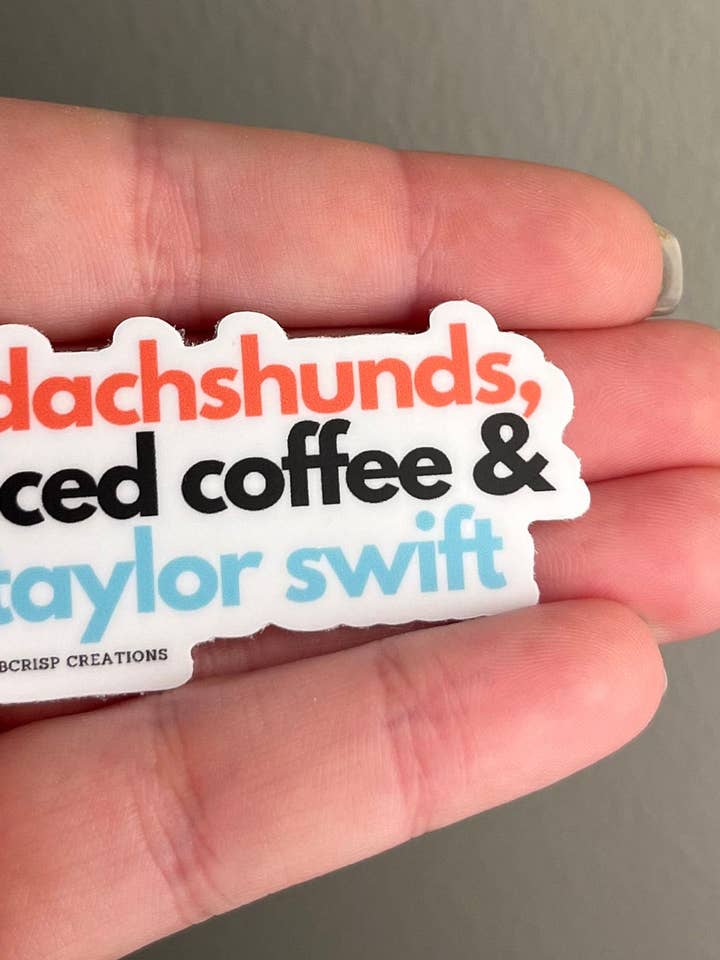 dachshunds,
ced coffee &
taylor swift
BCRISP CREATIONS